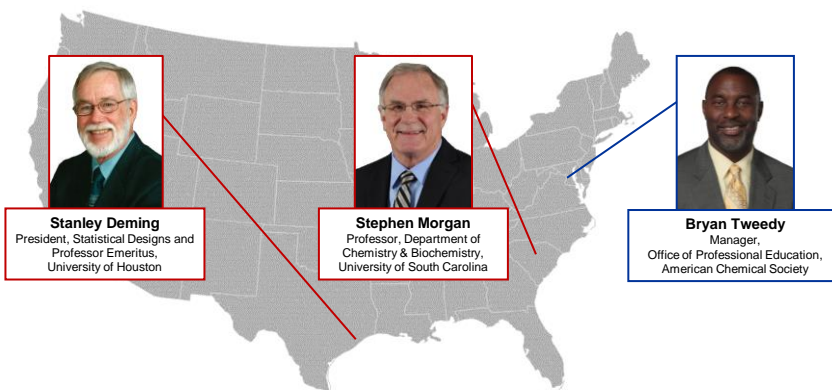 Stanley Deming
President, Statistical Designs and
Professor Emeritus,
University of Houston
Stephen Morgan
Professor, Department of
Chemistry & Biochemistry,
University of South Carolina
Bryan Tweedy
Manager,
Office of Professional Education,
American Chemical Society